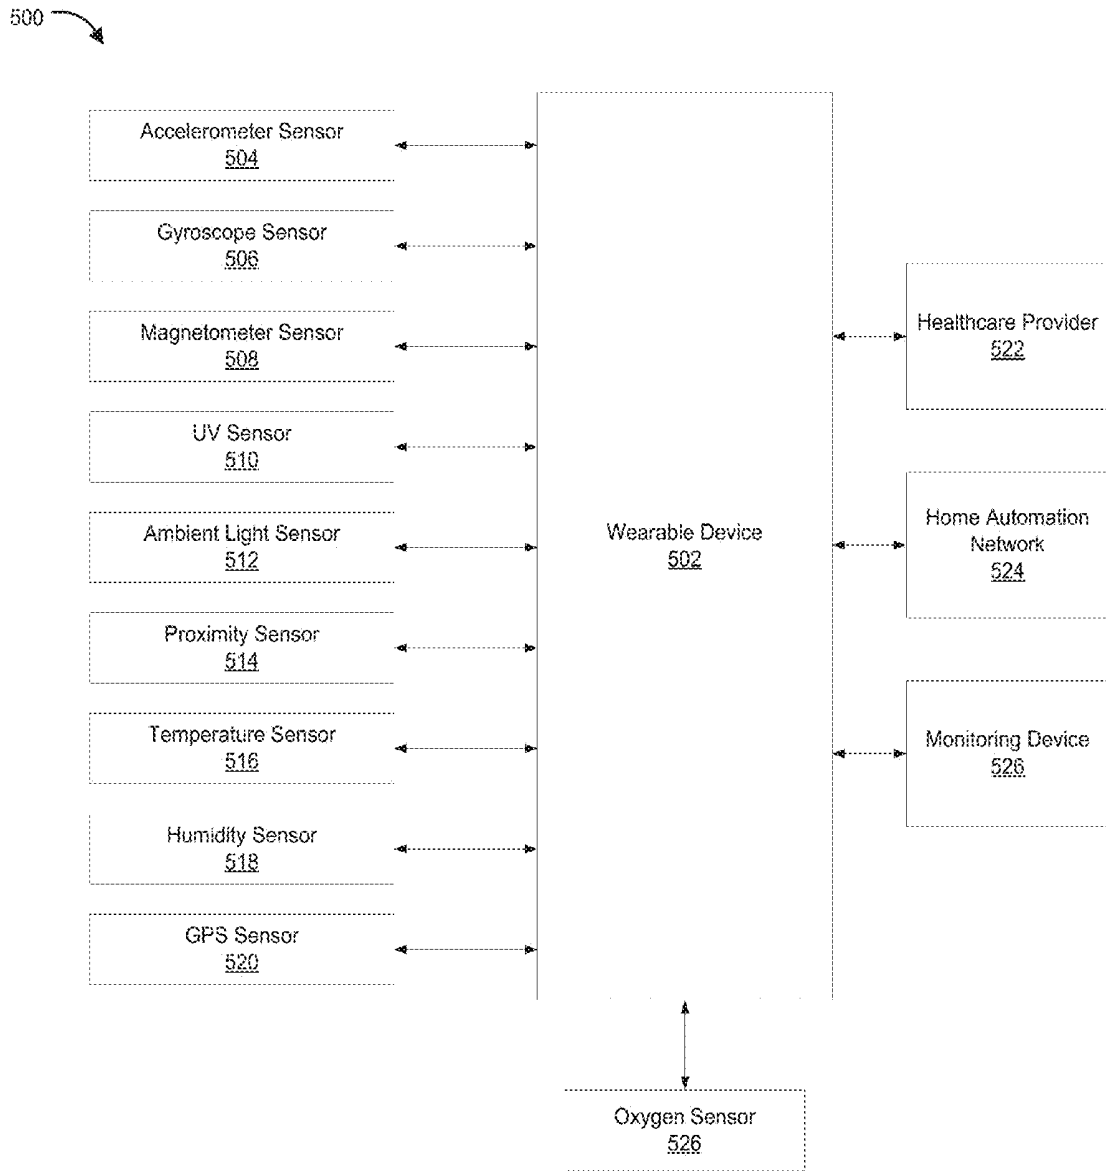 500
Accelerometer Sensor
504
Gyroscope Sensor
506
Magnetometer Sensor
508
UV Sensor
510
Ambient Light Sensor
512
Proximity Sensor
514
Temperature Sensor
516
Humidity Sensor
518
GPS Sensor
520
Wearable Device
502
Healthcare Provider
522
Home Automation
Network
524
Monitoring Device
526
Oxygen Sensor
526